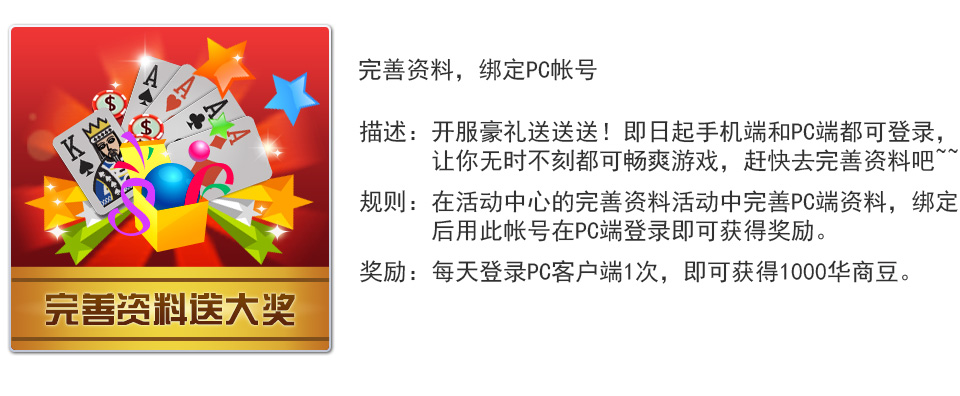 完善资料，绑定PC帐号
描述：开服豪礼送送送！即日起手机端和PC端都可登录，
让你无时不刻都可畅爽游戏，赶快去完善资料吧~~
规则：在活动中心的完善资料活动中完善PC端资料，绑定
后用此帐号在PC端登录即可获得奖励。
奖励：每天登录PC客户端1次，即可获得1000华商豆。
A
A
A
A
K
$
$
完善资料送大奖